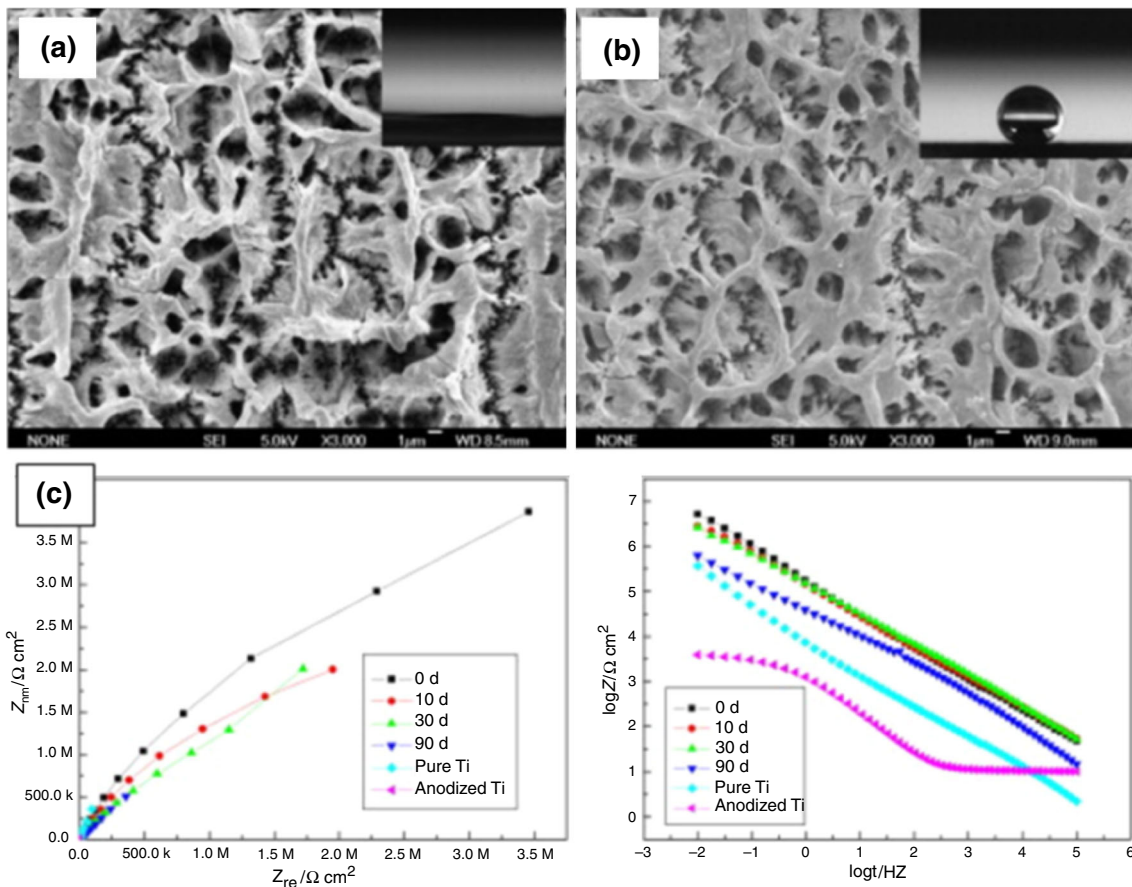 (a)
(b)
NONE SEI 5.0kV X3,000 1μm WD 8.5mm
NONE SEI 5.0kV X3,000 1μm WD 9.0mm
(c)
3.5 M
3.0 M
2.5 M
2.0 M
1.5 M
1.0 M
500.0 k
0.0
Znm/Ω cm2
0 d
10 d
30 d
90 d
Pure Ti
Anodized Ti
0.0 500.0 k 1.0 M 1.5 M 2.0 M 2.5 M 3.0 M 3.5 M
Zre/Ω cm2
7
6
5
4
3
2
1
0
logZ/Ω cm2
0 d
10 d
30 d
90 d
Pure Ti
Anodized Ti
−3 −2 −1 0 1 2 3 4 5 6
logt/HZ